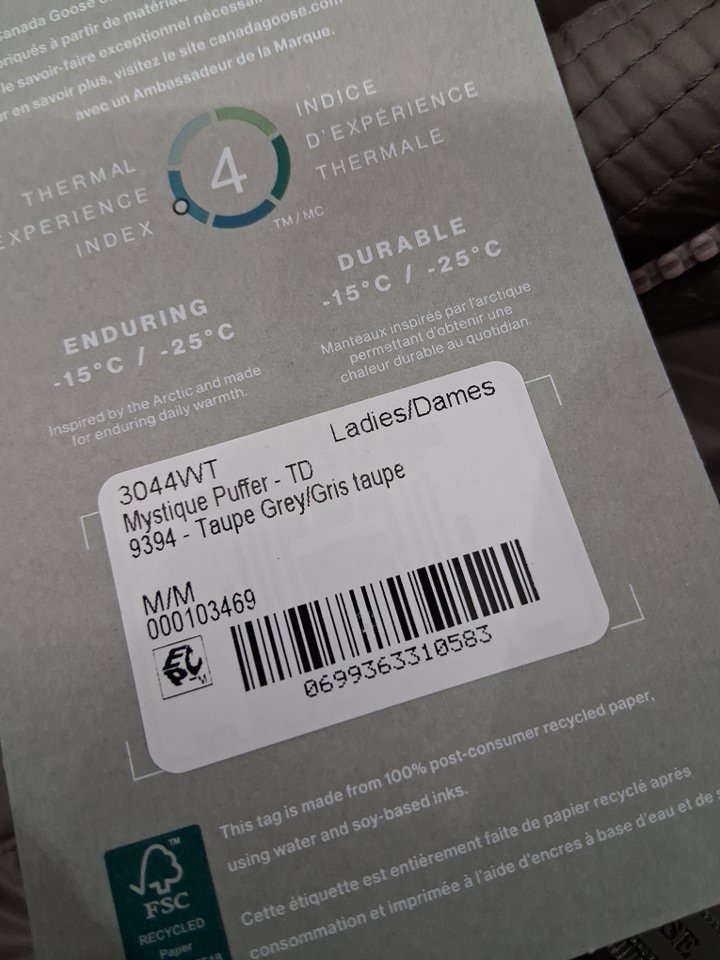 Canada Goose
à partir de
le savoir-faire exceptionnel
en savoir plus, visitez le site canadagoose.com
avec un Ambassadeur de la Marque.
THERMAL
EXPERIENCE
INDEX
4
TM/MC
INDICE
D'EXPÉRIENCE
THERMALE
ENDURING
-15°C / -25°C
Inspired by the Arctic and made
for enduring daily warmth.
DURABLE
-15°C / -25°C
Manteaux inspirés par l'arctique
permettant d'obtenir une
chaleur durable au quotidien.
Ladies/Dames
3044WT
Mystique Puffer - TD
9394 - Taupe Grey/Gris taupe
M/M
000103469
0699363310583
This tag is made from 100% post-consumer recycled paper,
using water and soy-based inks.
Cette étiquette est entièrement faite de papier recyclé après
consommation et imprimée à l'aide d'encres à base d'eau et de
FSC
TM
RECYCLED
Paper